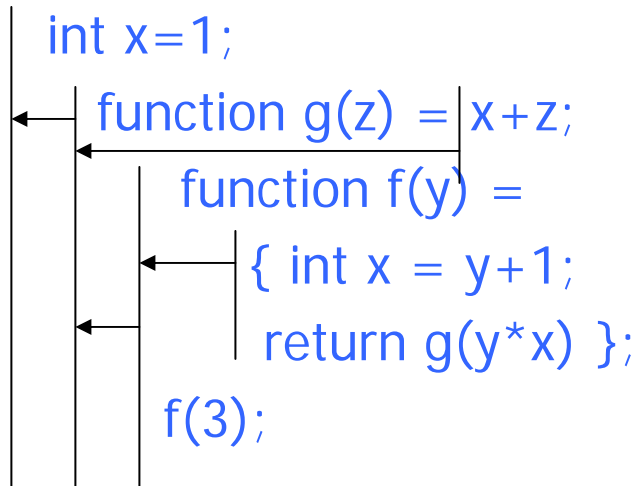 int x=1;
function g(z) = x+z;
function f(y) =
{ int x = y+1;
return g(y*x) };
f(3);